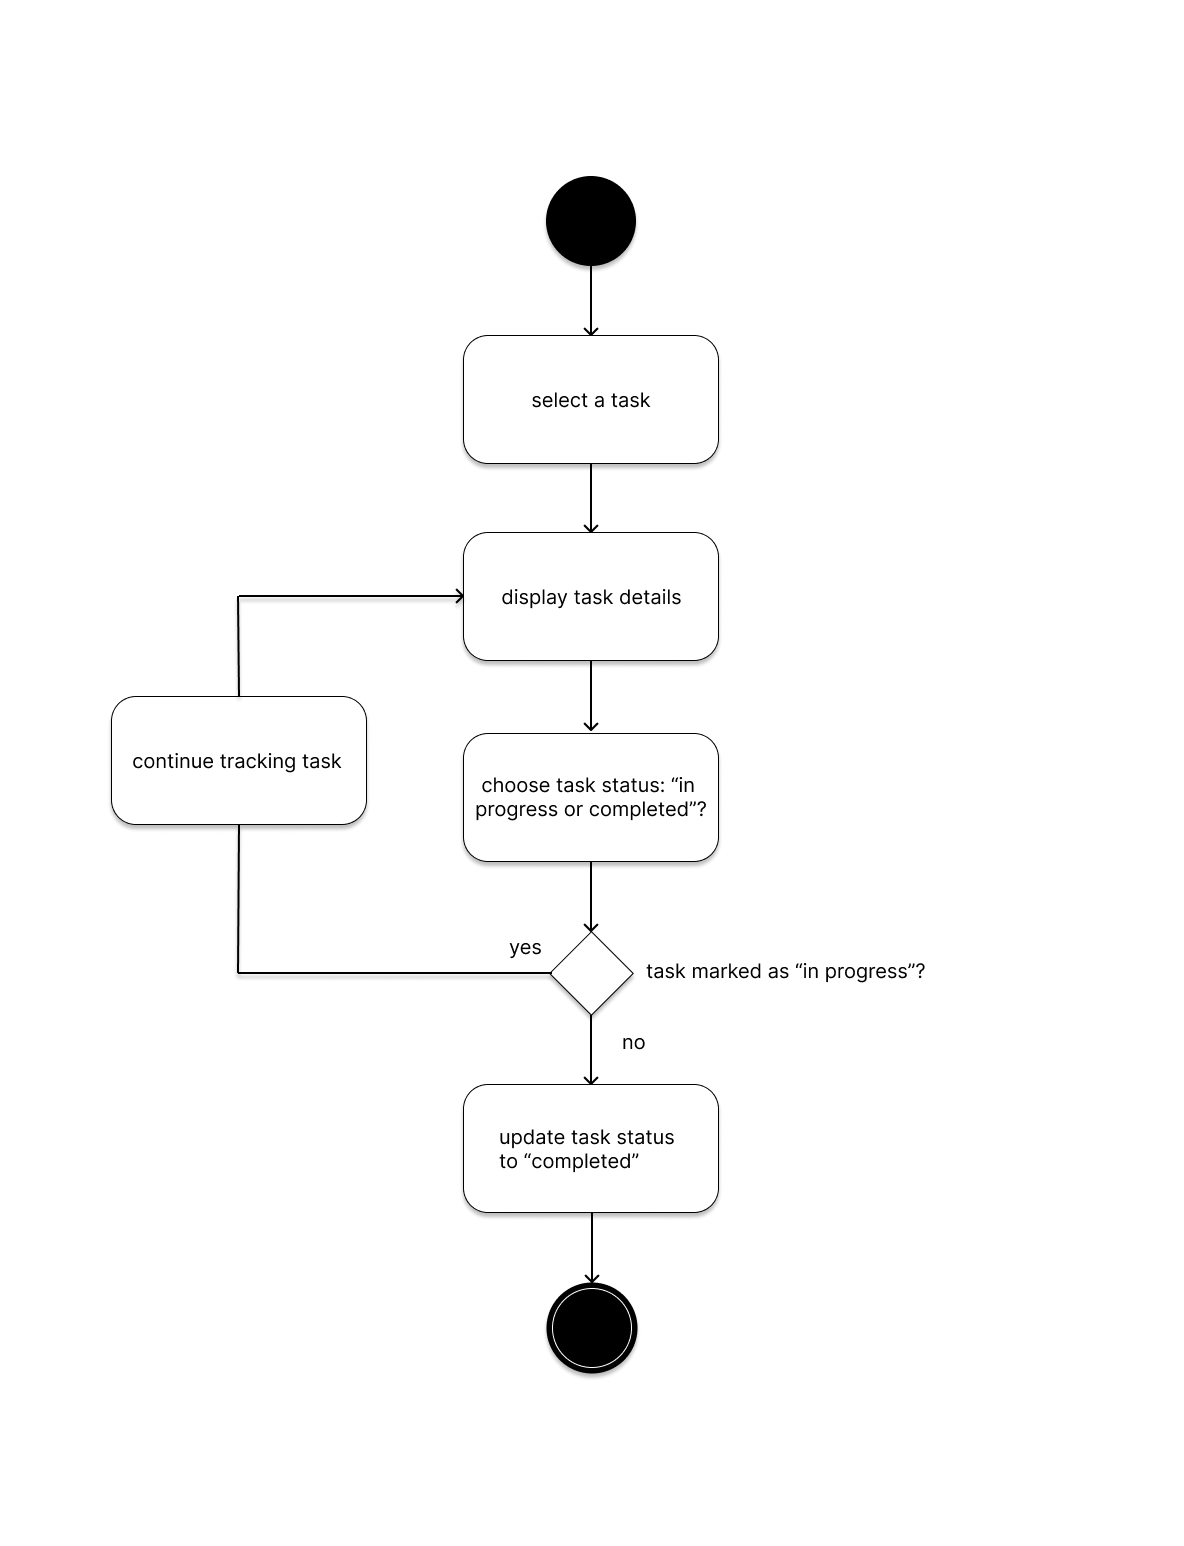 select a task
display task details
continue tracking task
choose task status: “in
progress or completed”?
yes
task marked as “in progress”?
no
update task status
to “completed”